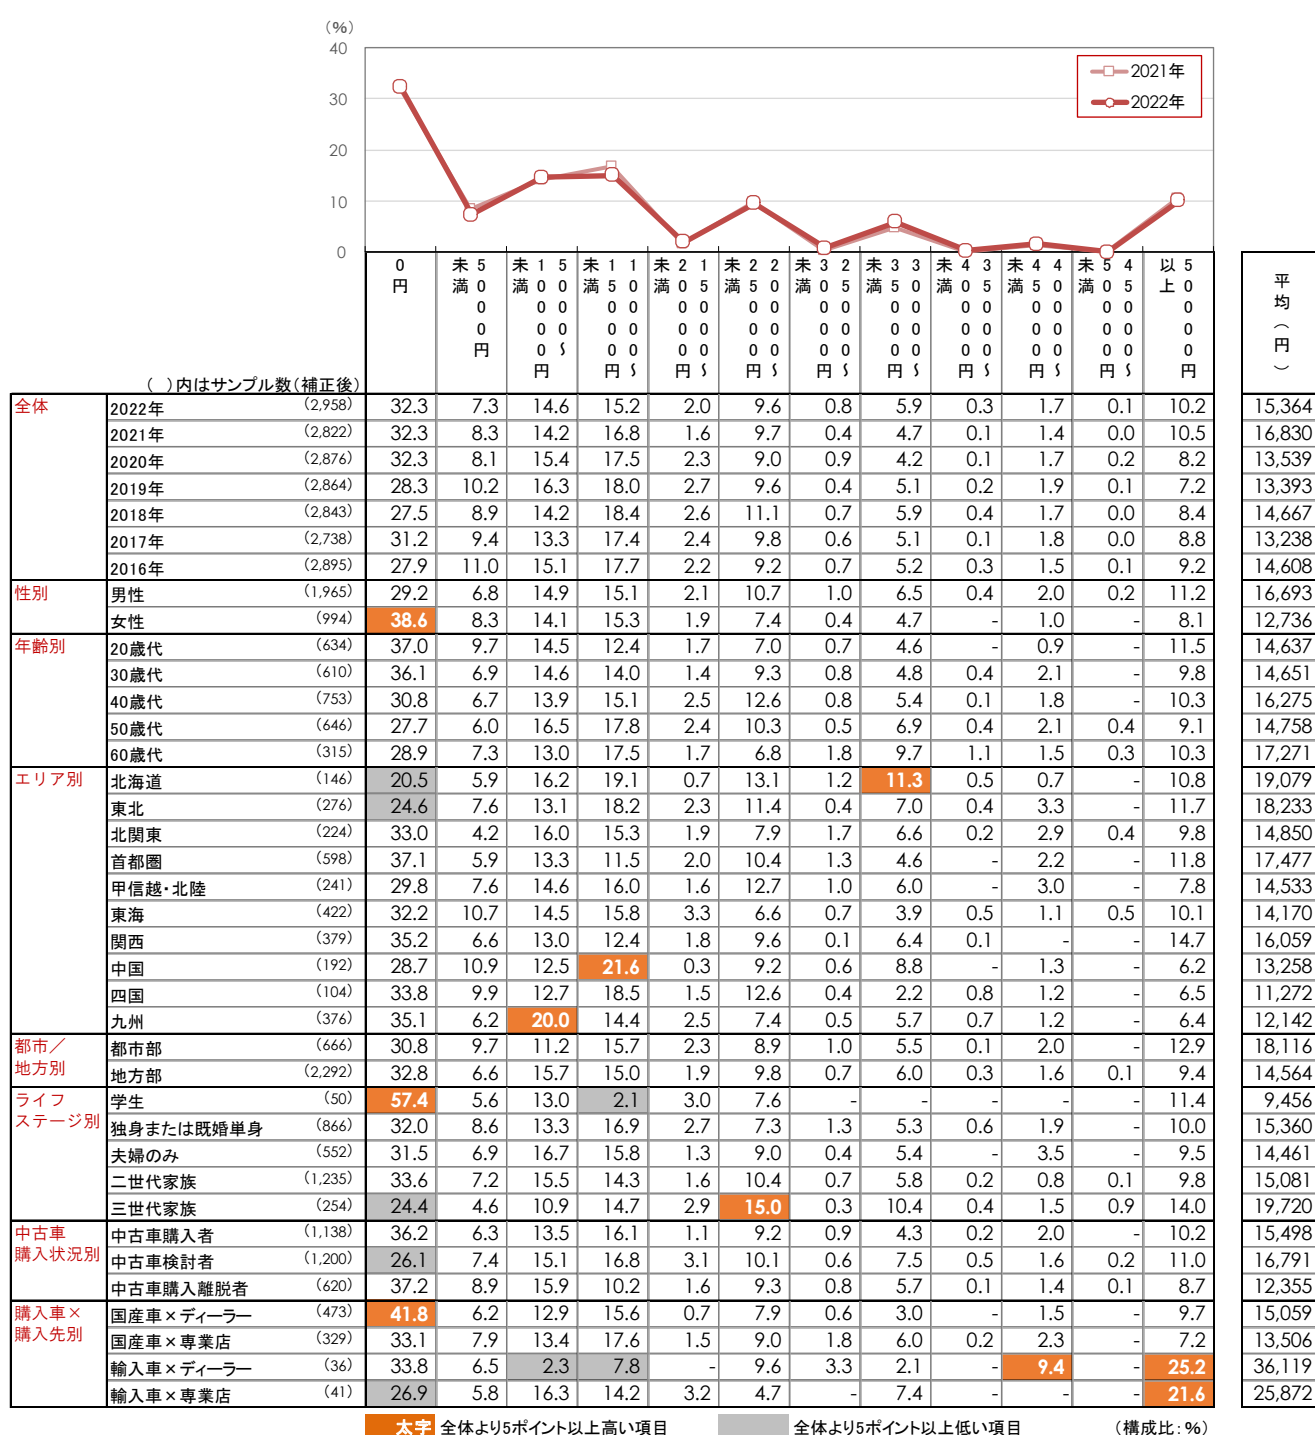 (%)
40
30
20
10
0
2021年
2022年
0円
5000円未満
5000〜10000円未満
10000〜15000円未満
15000〜20000円未満
20000〜25000円未満
25000〜30000円未満
30000〜35000円未満
35000〜40000円未満
40000〜45000円未満
45000〜50000円未満
50000円以上
平均(円)
( )内はサンプル数(補正後)
全体 2022年 (2,958) 32.3 7.3 14.6 15.2 2.0 9.6 0.8 5.9 0.3 1.7 0.1 10.2 15,364
2021年 (2,822) 32.3 8.3 14.2 16.8 1.6 9.7 0.4 4.7 0.1 1.4 0.0 10.5 16,830
2020年 (2,876) 32.3 8.1 15.4 17.5 2.3 9.0 0.9 4.2 0.1 1.7 0.2 8.2 13,539
2019年 (2,864) 28.3 10.2 16.3 18.0 2.7 9.6 0.4 5.1 0.2 1.9 0.1 7.2 13,393
2018年 (2,843) 27.5 8.9 14.2 18.4 2.6 11.1 0.7 5.9 0.4 1.7 0.0 8.4 14,667
2017年 (2,738) 31.2 9.4 13.3 17.4 2.4 9.8 0.6 5.1 0.1 1.8 0.0 8.8 13,238
2016年 (2,895) 27.9 11.0 15.1 17.7 2.2 9.2 0.7 5.2 0.3 1.5 0.1 9.2 14,608
性別 男性 (1,965) 29.2 6.8 14.9 15.1 2.1 10.7 1.0 6.5 0.4 2.0 0.2 11.2 16,693
女性 (994) 38.6 8.3 14.1 15.3 1.9 7.4 0.4 4.7 - 1.0 - 8.1 12,736
年齢別 20歳代 (634) 37.0 9.7 14.5 12.4 1.7 7.0 0.7 4.6 - 0.9 - 11.5 14,637
30歳代 (610) 36.1 6.9 14.6 14.0 1.4 9.3 0.8 4.8 0.4 2.1 - 9.8 14,651
40歳代 (753) 30.8 6.7 13.9 15.1 2.5 12.6 0.8 5.4 0.1 1.8 - 10.3 16,275
50歳代 (646) 27.7 6.0 16.5 17.8 2.4 10.3 0.5 6.9 0.4 2.1 0.4 9.1 14,758
60歳代 (315) 28.9 7.3 13.0 17.5 1.7 6.8 1.8 9.7 1.1 1.5 0.3 10.3 17,271
エリア別 北海道 (146) 20.5 5.9 16.2 19.1 0.7 13.1 1.2 11.3 0.5 0.7 - 10.8 19,079
東北 (276) 24.6 7.6 13.1 18.2 2.3 11.4 0.4 7.0 0.4 3.3 - 11.7 18,233
北関東 (224) 33.0 4.2 16.0 15.3 1.9 7.9 1.7 6.6 0.2 2.9 0.4 9.8 14,850
首都圏 (598) 37.1 5.9 13.3 11.5 2.0 10.4 1.3 4.6 - 2.2 - 11.8 17,477
甲信越・北陸 (241) 29.8 7.6 14.6 16.0 1.6 12.7 1.0 6.0 - 3.0 - 7.8 14,533
東海 (422) 32.2 10.7 14.5 15.8 3.3 6.6 0.7 3.9 0.5 1.1 0.5 10.1 14,170
関西 (379) 35.2 6.6 13.0 12.4 1.8 9.6 0.1 6.4 0.1 - - 14.7 16,059
中国 (192) 28.7 10.9 12.5 21.6 0.3 9.2 0.6 8.8 - 1.3 - 6.2 13,258
四国 (104) 33.8 9.9 12.7 18.5 1.5 12.6 0.4 2.2 0.8 1.2 - 6.5 11,272
九州 (376) 35.1 6.2 20.0 14.4 2.5 7.4 0.5 5.7 0.7 1.2 - 6.4 12,142
都市／ 都市部 (666) 30.8 9.7 11.2 15.7 2.3 8.9 1.0 5.5 0.1 2.0 - 12.9 18,116
地方別 地方部 (2,292) 32.8 6.6 15.7 15.0 1.9 9.8 0.7 6.0 0.3 1.6 0.1 9.4 14,564
ライフ 学生 (50) 57.4 5.6 13.0 2.1 3.0 7.6 - - - - - 11.4 9,456
ステージ別 独身または既婚単身 (866) 32.0 8.6 13.3 16.9 2.7 7.3 1.3 5.3 0.6 1.9 - 10.0 15,360
夫婦のみ (552) 31.5 6.9 16.7 15.8 1.3 9.0 0.4 5.4 - 3.5 - 9.5 14,461
二世代家族 (1,235) 33.6 7.2 15.5 14.3 1.6 10.4 0.7 5.8 0.2 0.8 0.1 9.8 15,081
三世代家族 (254) 24.4 4.6 10.9 14.7 2.9 15.0 0.3 10.4 0.4 1.5 0.9 14.0 19,720
中古車 中古車購入者 (1,138) 36.2 6.3 13.5 16.1 1.1 9.2 0.9 4.3 0.2 2.0 - 10.2 15,498
購入状況別 中古車検討者 (1,200) 26.1 7.4 15.1 16.8 3.1 10.1 0.6 7.5 0.5 1.6 0.2 11.0 16,791
中古車購入離脱者 (620) 37.2 8.9 15.9 10.2 1.6 9.3 0.8 5.7 0.1 1.4 0.1 8.7 12,355
購入車× 国産車×ディーラー (473) 41.8 6.2 12.9 15.6 0.7 7.9 0.6 3.0 - 1.5 - 9.7 15,059
購入先別 国産車×専業店 (329) 33.1 7.9 13.4 17.6 1.5 9.0 1.8 6.0 0.2 2.3 - 7.2 13,506
輸入車×ディーラー (36) 33.8 6.5 2.3 7.8 - 9.6 3.3 2.1 - 9.4 - 25.2 36,119
輸入車×専業店 (41) 26.9 5.8 16.3 14.2 3.2 4.7 - 7.4 - - - 21.6 25,872
太字 全体より5ポイント以上高い項目 全体より5ポイント以上低い項目 (構成比：%)